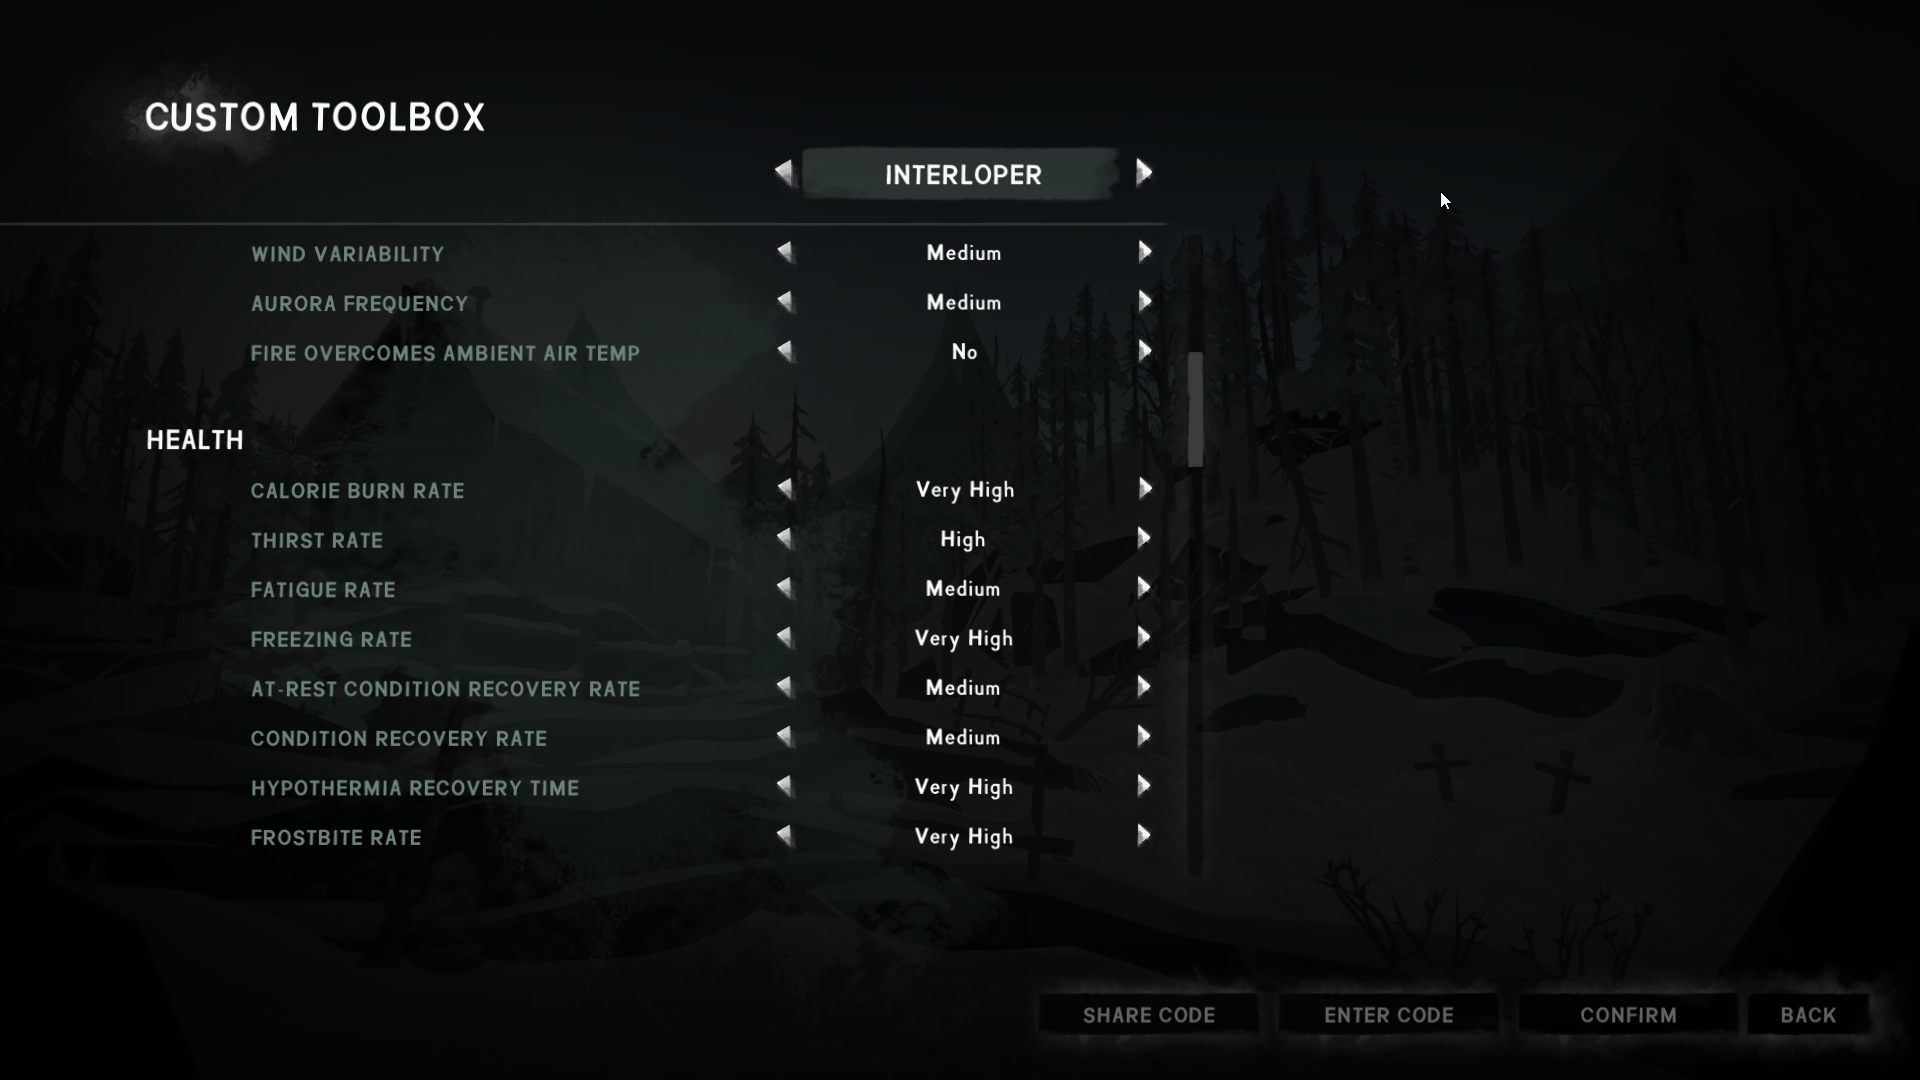 CUSTOM TOOLBOX
INTERLOPER
WIND VARIABILITY Medium
AURORA FREQUENCY Medium
FIRE OVERCOMES AMBIENT AIR TEMP No
HEALTH
CALORIE BURN RATE Very High
THIRST RATE High
FATIGUE RATE Medium
FREEZING RATE Very High
AT-REST CONDITION RECOVERY RATE Medium
CONDITION RECOVERY RATE Medium
HYPOTHERMIA RECOVERY TIME Very High
FROSTBITE RATE Very High
SHARE CODE ENTER CODE CONFIRM BACK